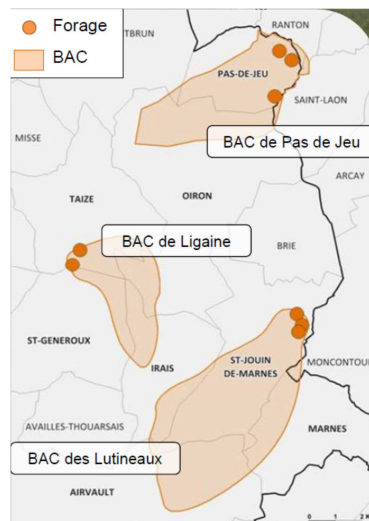 Forage
BAC
TBRUN
RANTON
PAS-DE-JEU
SAINT-LAON
MISSE
BAC de Pas de Jeu
ARCAY
TAIZE
OIRON
BAC de Ligaine
BRIE
ST-GENEROUX
IRAIS
ST-JOUIN
DE-MARNES
MONCONTOUR
AVAILLES-THOUARSAIS
MARNES
BAC des Lutineaux
AIRVAULT
0 1 2 K